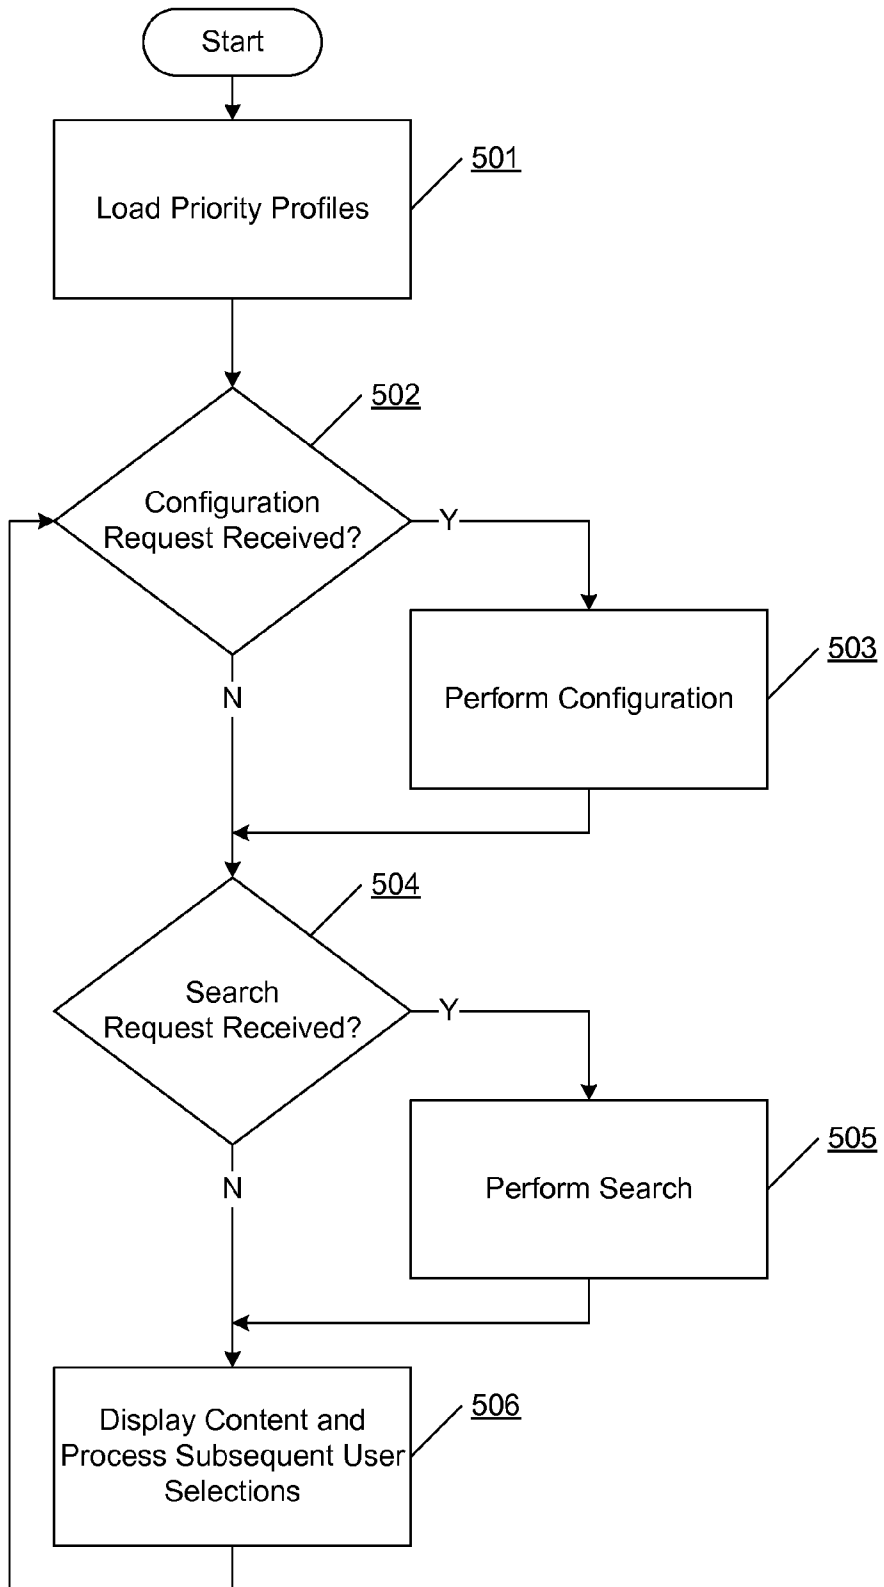 Start
501
Load Priority Profiles
502
Configuration
Request Received?
Y
503
Perform Configuration
N
504
Search
Request Received?
Y
505
Perform Search
N
506
Display Content and
Process Subsequent User
Selections